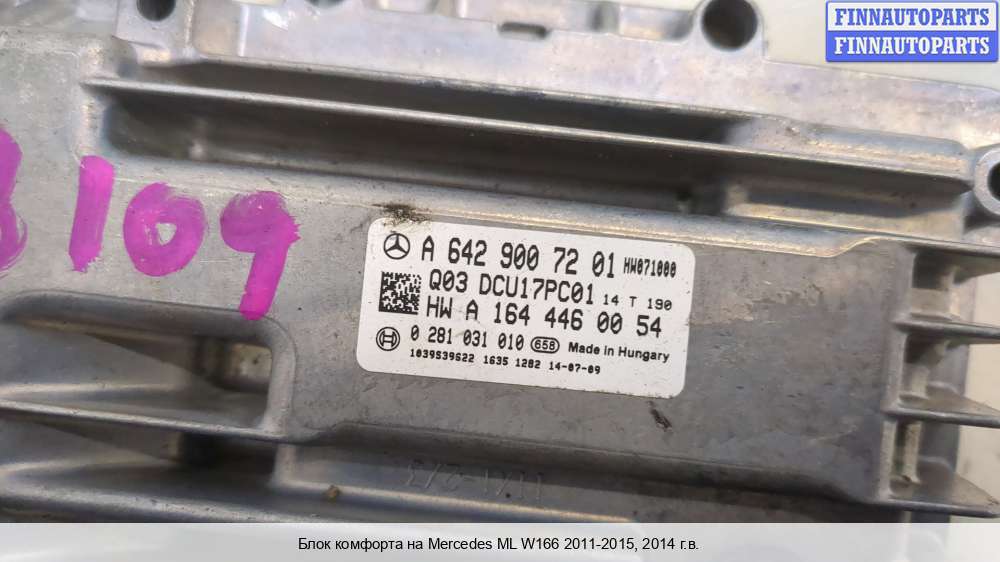 FINNAUTOPARTS
FINNAUTOPARTS
109
A 642 900 72 01 HW071000
Q03 DCU17PC01 14 T 190
HW A 164 446 00 54
0 281 031 010 658 Made in Hungary
1039S39622 1635 1282 14-07-09
Блок комфорта на Mercedes ML W166 2011-2015, 2014 г.в.